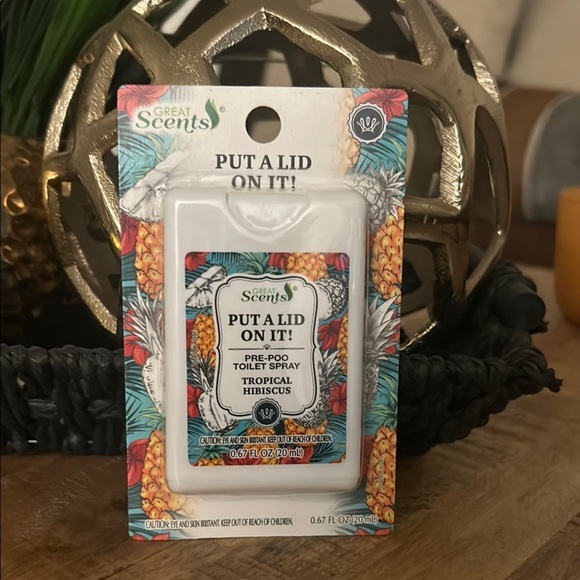 GREAT
Scents®
PUT A LID
ON IT!
GREAT
Scents®
PUT A LID
ON IT!
PRE-POO
TOILET SPRAY
TROPICAL
HIBISCUS
CAUTION: EYE AND SKIN IRRITANT. KEEP OUT OF REACH OF CHILDREN.
0.67 FL OZ (20 mL)
CAUTION: EYE AND SKIN IRRITANT. KEEP OUT OF REACH OF CHILDREN.
0.67 FL OZ (20 mL)